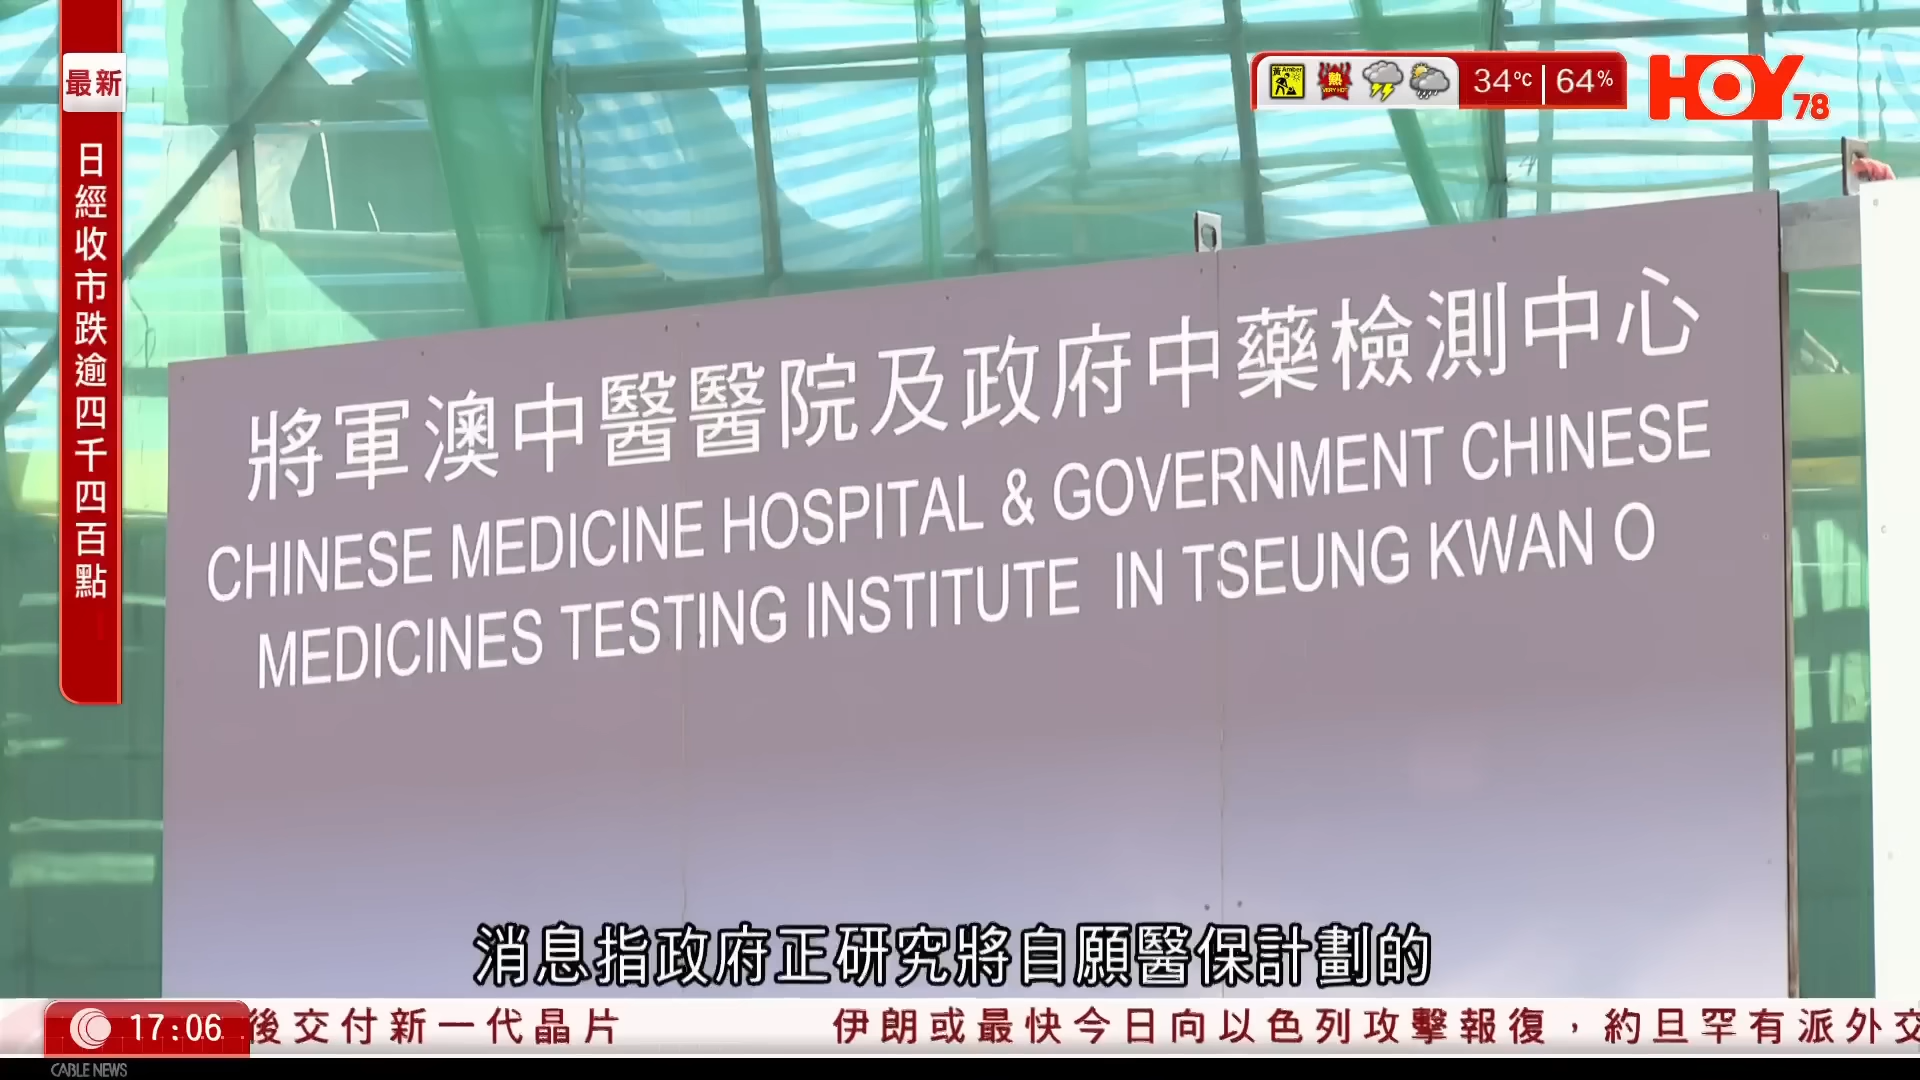 最新
日經收市跌逾四千四百點
34°C 64%
HOY 78
將軍澳中醫醫院及政府中藥檢測中心
CHINESE MEDICINE HOSPITAL & GOVERNMENT CHINESE
MEDICINES TESTING INSTITUTE IN TSEUNG KWAN O
消息指政府正研究將自願醫保計劃的
17:06 後交付新一代晶片 伊朗或最快今日向以色列攻擊報復，約旦罕有派外交
CABLE NEWS